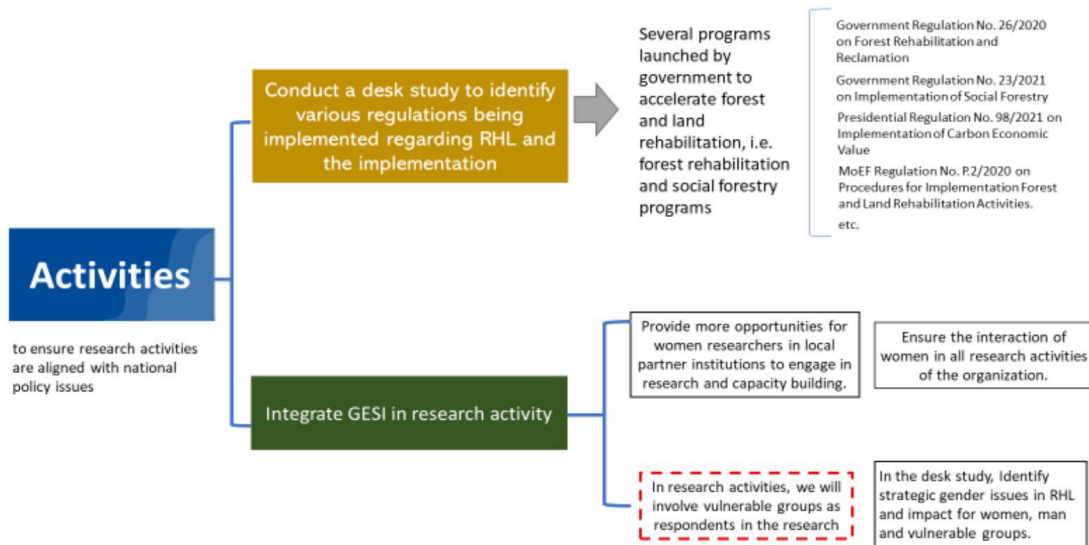 Activities
to ensure research activities
are aligned with national
policy issues
Conduct a desk study to identify
various regulations being
implemented regarding RHL and
the implementation
Several programs
launched by
government to
accelerate forest
and land
rehabilitation, i.e.
forest rehabilitation
and social forestry
programs
Government Regulation No. 26/2020
on Forest Rehabilitation and
Reclamation
Government Regulation No. 23/2021
on Implementation of Social Forestry
Presidential Regulation No. 98/2021 on
Implementation of Carbon Economic
Value
MoEF Regulation No. P.2/2020 on
Procedures for Implementation Forest
and Land Rehabilitation Activities.
etc.
Integrate GESI in research activity
Provide more opportunities for
women researchers in local
partner institutions to engage in
research and capacity building.
Ensure the interaction of
women in all research activities
of the organization.
In research activities, we will
involve vulnerable groups as
respondents in the research
In the desk study, Identify
strategic gender issues in RHL
and impact for women, man
and vulnerable groups.